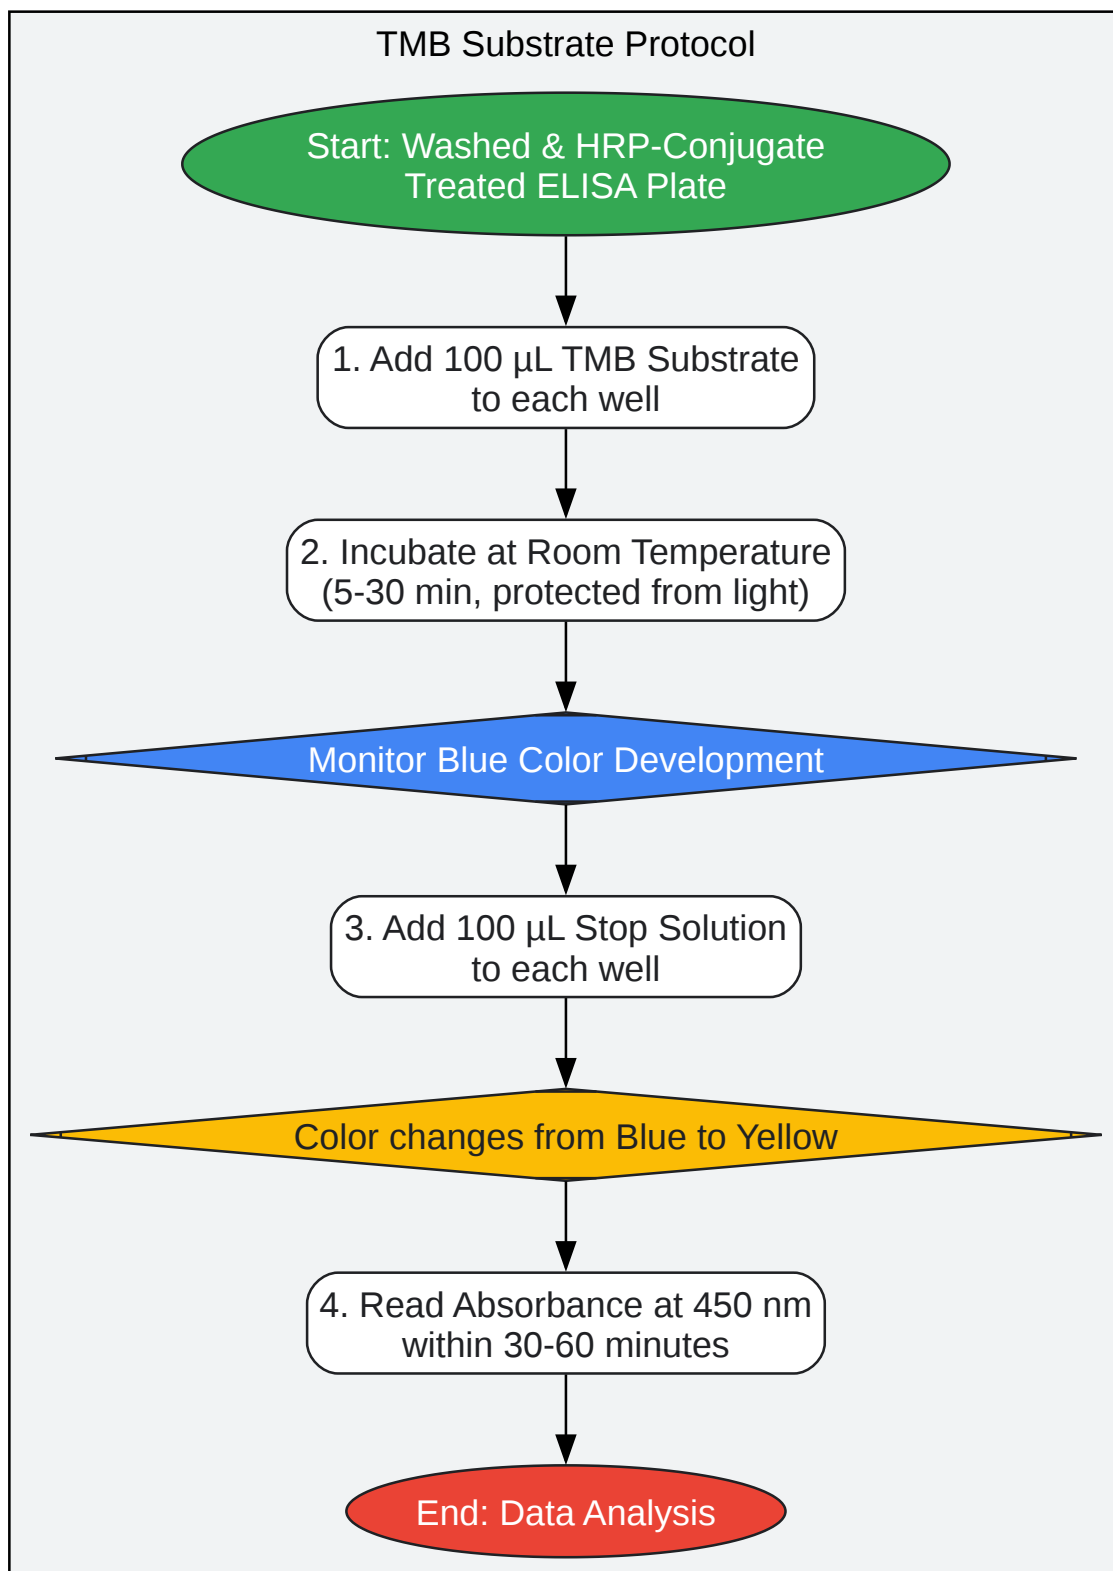 TMB Substrate Protocol
Start: Washed & HRP-Conjugate
Treated ELISA Plate
1. Add 100 µL TMB Substrate
to each well
2. Incubate at Room Temperature
(5-30 min, protected from light)
Monitor Blue Color Development
3. Add 100 µL Stop Solution
to each well
Color changes from Blue to Yellow
4. Read Absorbance at 450 nm
within 30-60 minutes
End: Data Analysis